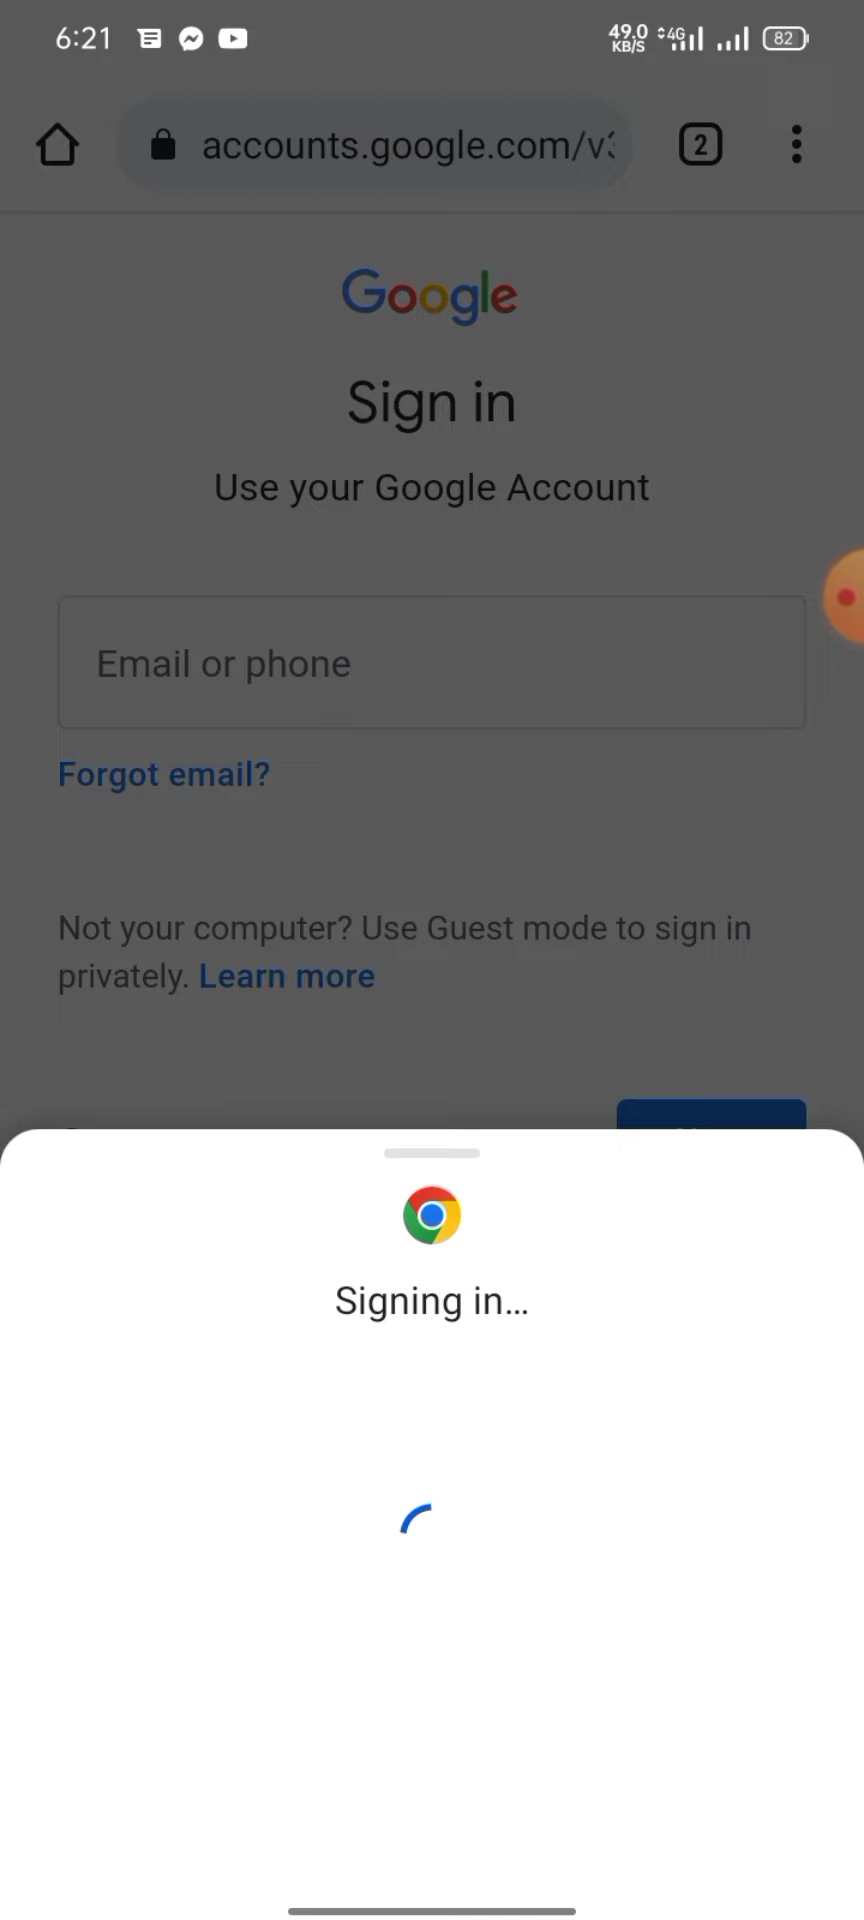 6:21
49.0
KB/S
4G
82
accounts.google.com/v3
2
Google
Sign in
Use your Google Account
Email or phone
Forgot email?
Not your computer? Use Guest mode to sign in
privately. Learn more
Signing in...